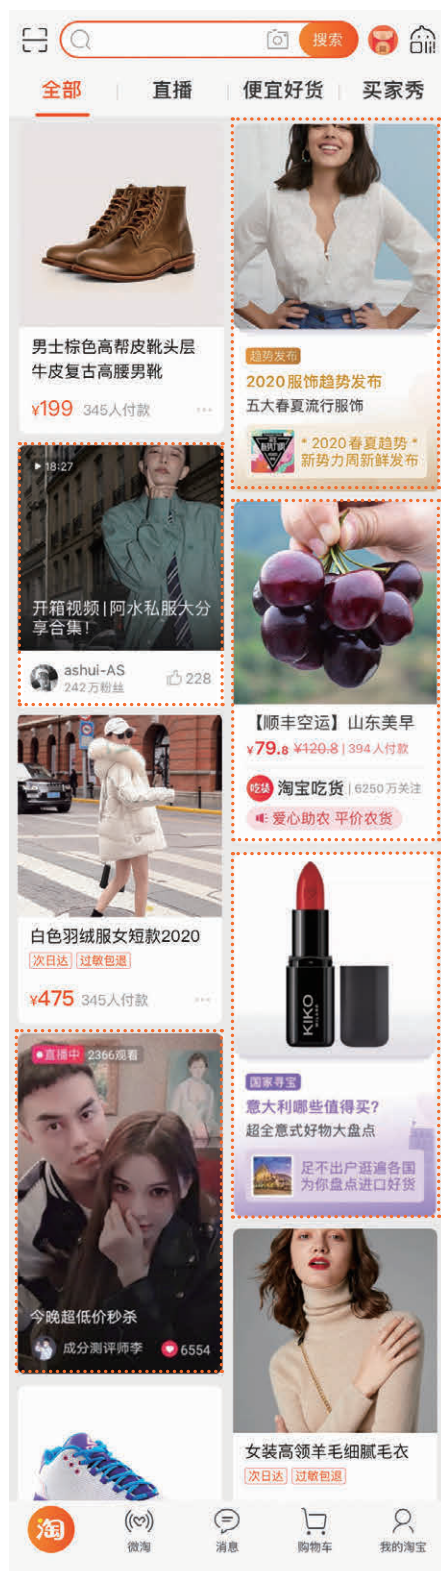 搜索
全部
直播
便宜好货
买家秀
男士棕色高帮皮靴头层
牛皮复古高腰男靴
¥199 345人付款
趋势发布
2020服饰趋势发布
五大春夏流行服饰
* 2020春夏趋势 *
新势力周新鲜发布
18:27
开箱视频|阿水私服大分
享合集!
ashui-AS
242万粉丝
228
【顺丰空运】山东美早
¥79.8 ¥120.8 | 394人付款
吃货 淘宝吃货 | 6250万关注
爱心助农 平价农货
白色羽绒服女短款2020
次日达 过敏包退
¥475 345人付款
KIKO
MILANO
国家寻宝
意大利哪些值得买?
超全意式好物大盘点
足不出户逛遍各国
为你盘点进口好货
直播中 2366观看
今晚超低价秒杀
成分测评师李 6554
女装高领羊毛细腻毛衣
次日达 过敏包退
淘
微淘
消息
购物车
我的淘宝